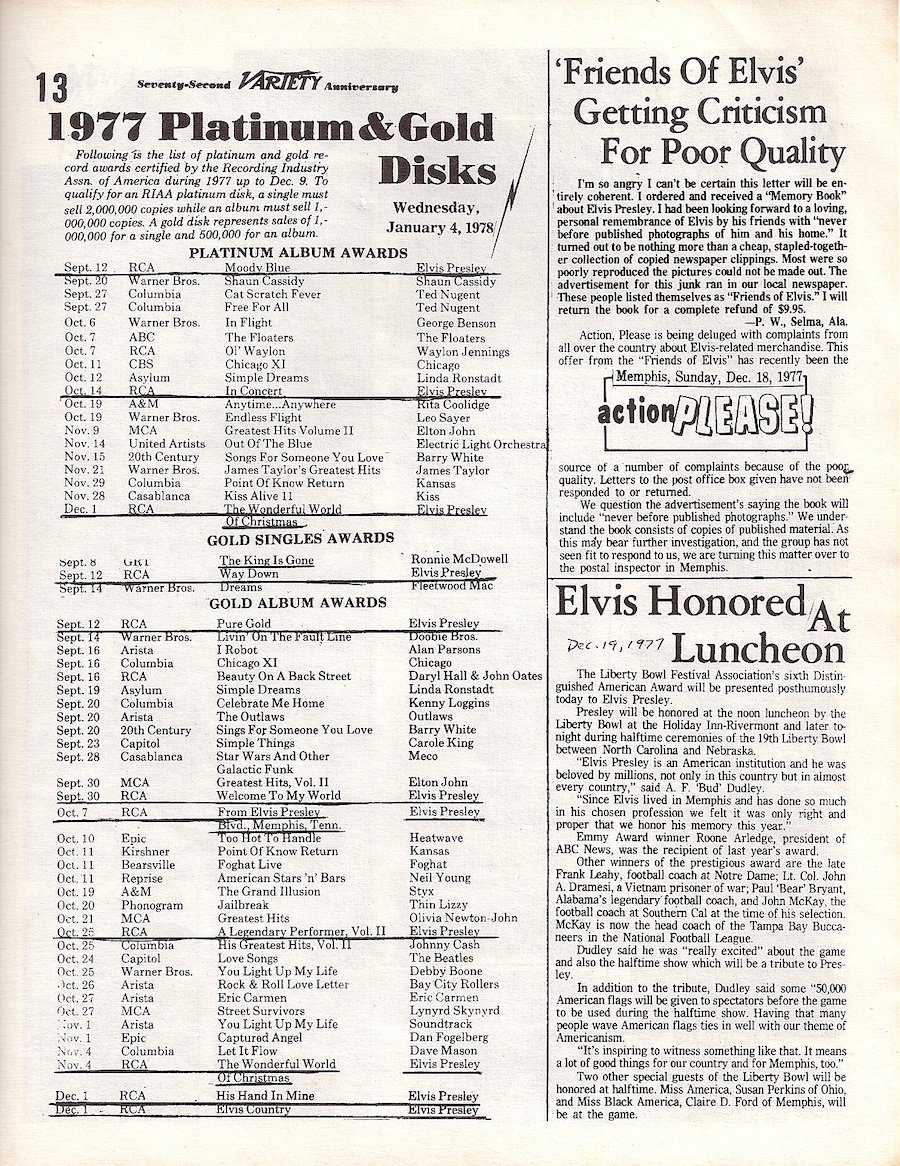 13
Seventy-Second VARIETY Anniversary
1977 Platinum & Gold
Disks
Following is the list of platinum and gold re-
cord awards certified by the Recording Industry
Assn. of America during 1977 up to Dec. 9. To
qualify for an RIAA platinum disk, a single must
sell 2,000,000 copies while an album must sell 1,-
000,000 copies. A gold disk represents sales of 1,-
000,000 for a single and 500,000 for an album.
Wednesday,
January 4, 1978
PLATINUM ALBUM AWARDS
Sept. 12 RCA Moody Blue Elvis Presley
Sept. 20 Warner Bros. Shaun Cassidy Shaun Cassidy
Sept. 27 Columbia Cat Scratch Fever Ted Nugent
Sept. 27 Columbia Free For All Ted Nugent
Oct. 6 Warner Bros. In Flight George Benson
Oct. 7 ABC The Floaters The Floaters
Oct. 7 RCA Ol' Waylon Waylon Jennings
Oct. 11 CBS Chicago XI Chicago
Oct. 12 Asylum Simple Dreams Linda Ronstadt
Oct. 14 RCA In Concert Elvis Presley
Oct. 19 A&M Anytime...Anywhere Rita Coolidge
Oct. 19 Warner Bros. Endless Flight Leo Sayer
Nov. 9 MCA Greatest Hits Volume II Elton John
Nov. 14 United Artists Out Of The Blue Electric Light Orchestra
Nov. 15 20th Century Songs For Someone You Love Barry White
Nov. 21 Warner Bros. James Taylor's Greatest Hits James Taylor
Nov. 29 Columbia Point Of Know Return Kansas
Nov. 28 Casablanca Kiss Alive 11 Kiss
Dec. 1 RCA The Wonderful World Elvis Presley
Of Christmas
GOLD SINGLES AWARDS
Sept. 8 GRT The King Is Gone Ronnie McDowell
Sept. 12 RCA Way Down Elvis Presley
Sept. 14 Warner Bros. Dreams Fleetwood Mac
GOLD ALBUM AWARDS
Sept. 12 RCA Pure Gold Elvis Presley
Sept. 14 Warner Bros. Livin' On The Fault Line Doobie Bros.
Sept. 16 Arista I Robot Alan Parsons
Sept. 16 Columbia Chicago XI Chicago
Sept. 16 RCA Beauty On A Back Street Daryl Hall & John Oates
Sept. 19 Asylum Simple Dreams Linda Ronstadt
Sept. 20 Columbia Celebrate Me Home Kenny Loggins
Sept. 20 Arista The Outlaws Outlaws
Sept. 20 20th Century Sings For Someone You Love Barry White
Sept. 23 Capitol Simple Things Carole King
Sept. 28 Casablanca Star Wars And Other Meco
Galactic Funk
Sept. 30 MCA Greatest Hits, Vol. II Elton John
Sept. 30 RCA Welcome To My World Elvis Presley
Oct. 7 RCA From Elvis Presley Elvis Presley
Blvd., Memphis, Tenn.
Oct. 10 Epic Too Hot To Handle Heatwave
Oct. 11 Kirshner Point Of Know Return Kansas
Oct. 11 Bearsville Foghat Live Foghat
Oct. 11 Reprise American Stars 'n' Bars Neil Young
Oct. 19 A&M The Grand Illusion Styx
Oct. 20 Phonogram Jailbreak Thin Lizzy
Oct. 21 MCA Greatest Hits Olivia Newton-John
Oct. 25 RCA A Legendary Performer, Vol. II Elvis Presley
Oct. 25 Columbia His Greatest Hits, Vol. II Johnny Cash
Oct. 24 Capitol Love Songs The Beatles
Oct. 25 Warner Bros. You Light Up My Life Debby Boone
Oct. 26 Arista Rock & Roll Love Letter Bay City Rollers
Oct. 27 Arista Eric Carmen Eric Carmen
Oct. 27 MCA Street Survivors Lynyrd Skynyrd
Nov. 1 Arista You Light Up My Life Soundtrack
Nov. 1 Epic Captured Angel Dan Fogelberg
Nov. 4 Columbia Let It Flow Dave Mason
Nov. 4 RCA The Wonderful World Elvis Presley
Of Christmas
Dec. 1 RCA His Hand In Mine Elvis Presley
Dec. 1 RCA Elvis Country Elvis Presley
'Friends Of Elvis'
Getting Criticism
For Poor Quality
I'm so angry I can't be certain this letter will be en-
tirely coherent. I ordered and received a "Memory Book"
about Elvis Presley. I had been looking forward to a loving,
personal remembrance of Elvis by his friends with "never
before published photographs of him and his home." It
turned out to be nothing more than a cheap, stapled-togeth-
er collection of copied newspaper clippings. Most were so
poorly reproduced the pictures could not be made out. The
advertisement for this junk ran in our local newspaper.
These people listed themselves as "Friends of Elvis." I will
return the book for a complete refund of $9.95.
—P. W., Selma, Ala.
Action, Please is being deluged with complaints from
all over the country about Elvis-related merchandise. This
offer from the "Friends of Elvis" has recently been the
Memphis, Sunday, Dec. 18, 1977
action PLEASE!
source of a number of complaints because of the poor
quality. Letters to the post office box given have not been
responded to or returned.
We question the advertisement's saying the book will
include "never before published photographs." We under-
stand the book consists of copies of published material. As
this may bear further investigation, and the group has not
seen fit to respond to us, we are turning this matter over to
the postal inspector in Memphis.
Elvis Honored At
Dec. 19, 1977 Luncheon
The Liberty Bowl Festival Association's sixth Distin-
guished American Award will be presented posthumously
today to Elvis Presley.
Presley will be honored at the noon luncheon by the
Liberty Bowl at the Holiday Inn-Rivermont and later to-
night during halftime ceremonies of the 19th Liberty Bowl
between North Carolina and Nebraska.
"Elvis Presley is an American institution and he was
beloved by millions, not only in this country but in almost
every country," said A. F. 'Bud' Dudley.
"Since Elvis lived in Memphis and has done so much
in his chosen profession we felt it was only right and
proper that we honor his memory this year."
Emmy Award winner Roone Arledge, president of
ABC News, was the recipient of last year's award.
Other winners of the prestigious award are the late
Frank Leahy, football coach at Notre Dame; Lt. Col. John
A. Dramesi, a Vietnam prisoner of war; Paul 'Bear' Bryant,
Alabama's legendary football coach, and John McKay, the
football coach at Southern Cal at the time of his selection.
McKay is now the head coach of the Tampa Bay Bucca-
neers in the National Football League.
Dudley said he was "really excited" about the game
and also the halftime show which will be a tribute to Pres-
ley.
In addition to the tribute, Dudley said some "50,000
American flags will be given to spectators before the game
to be used during the halftime show. Having that many
people wave American flags ties in well with our theme of
Americanism.
"It's inspiring to witness something like that. It means
a lot of good things for our country and for Memphis, too."
Two other special guests of the Liberty Bowl will be
honored at halftime. Miss America, Susan Perkins of Ohio,
and Miss Black America, Claire D. Ford of Memphis, will
be at the game.